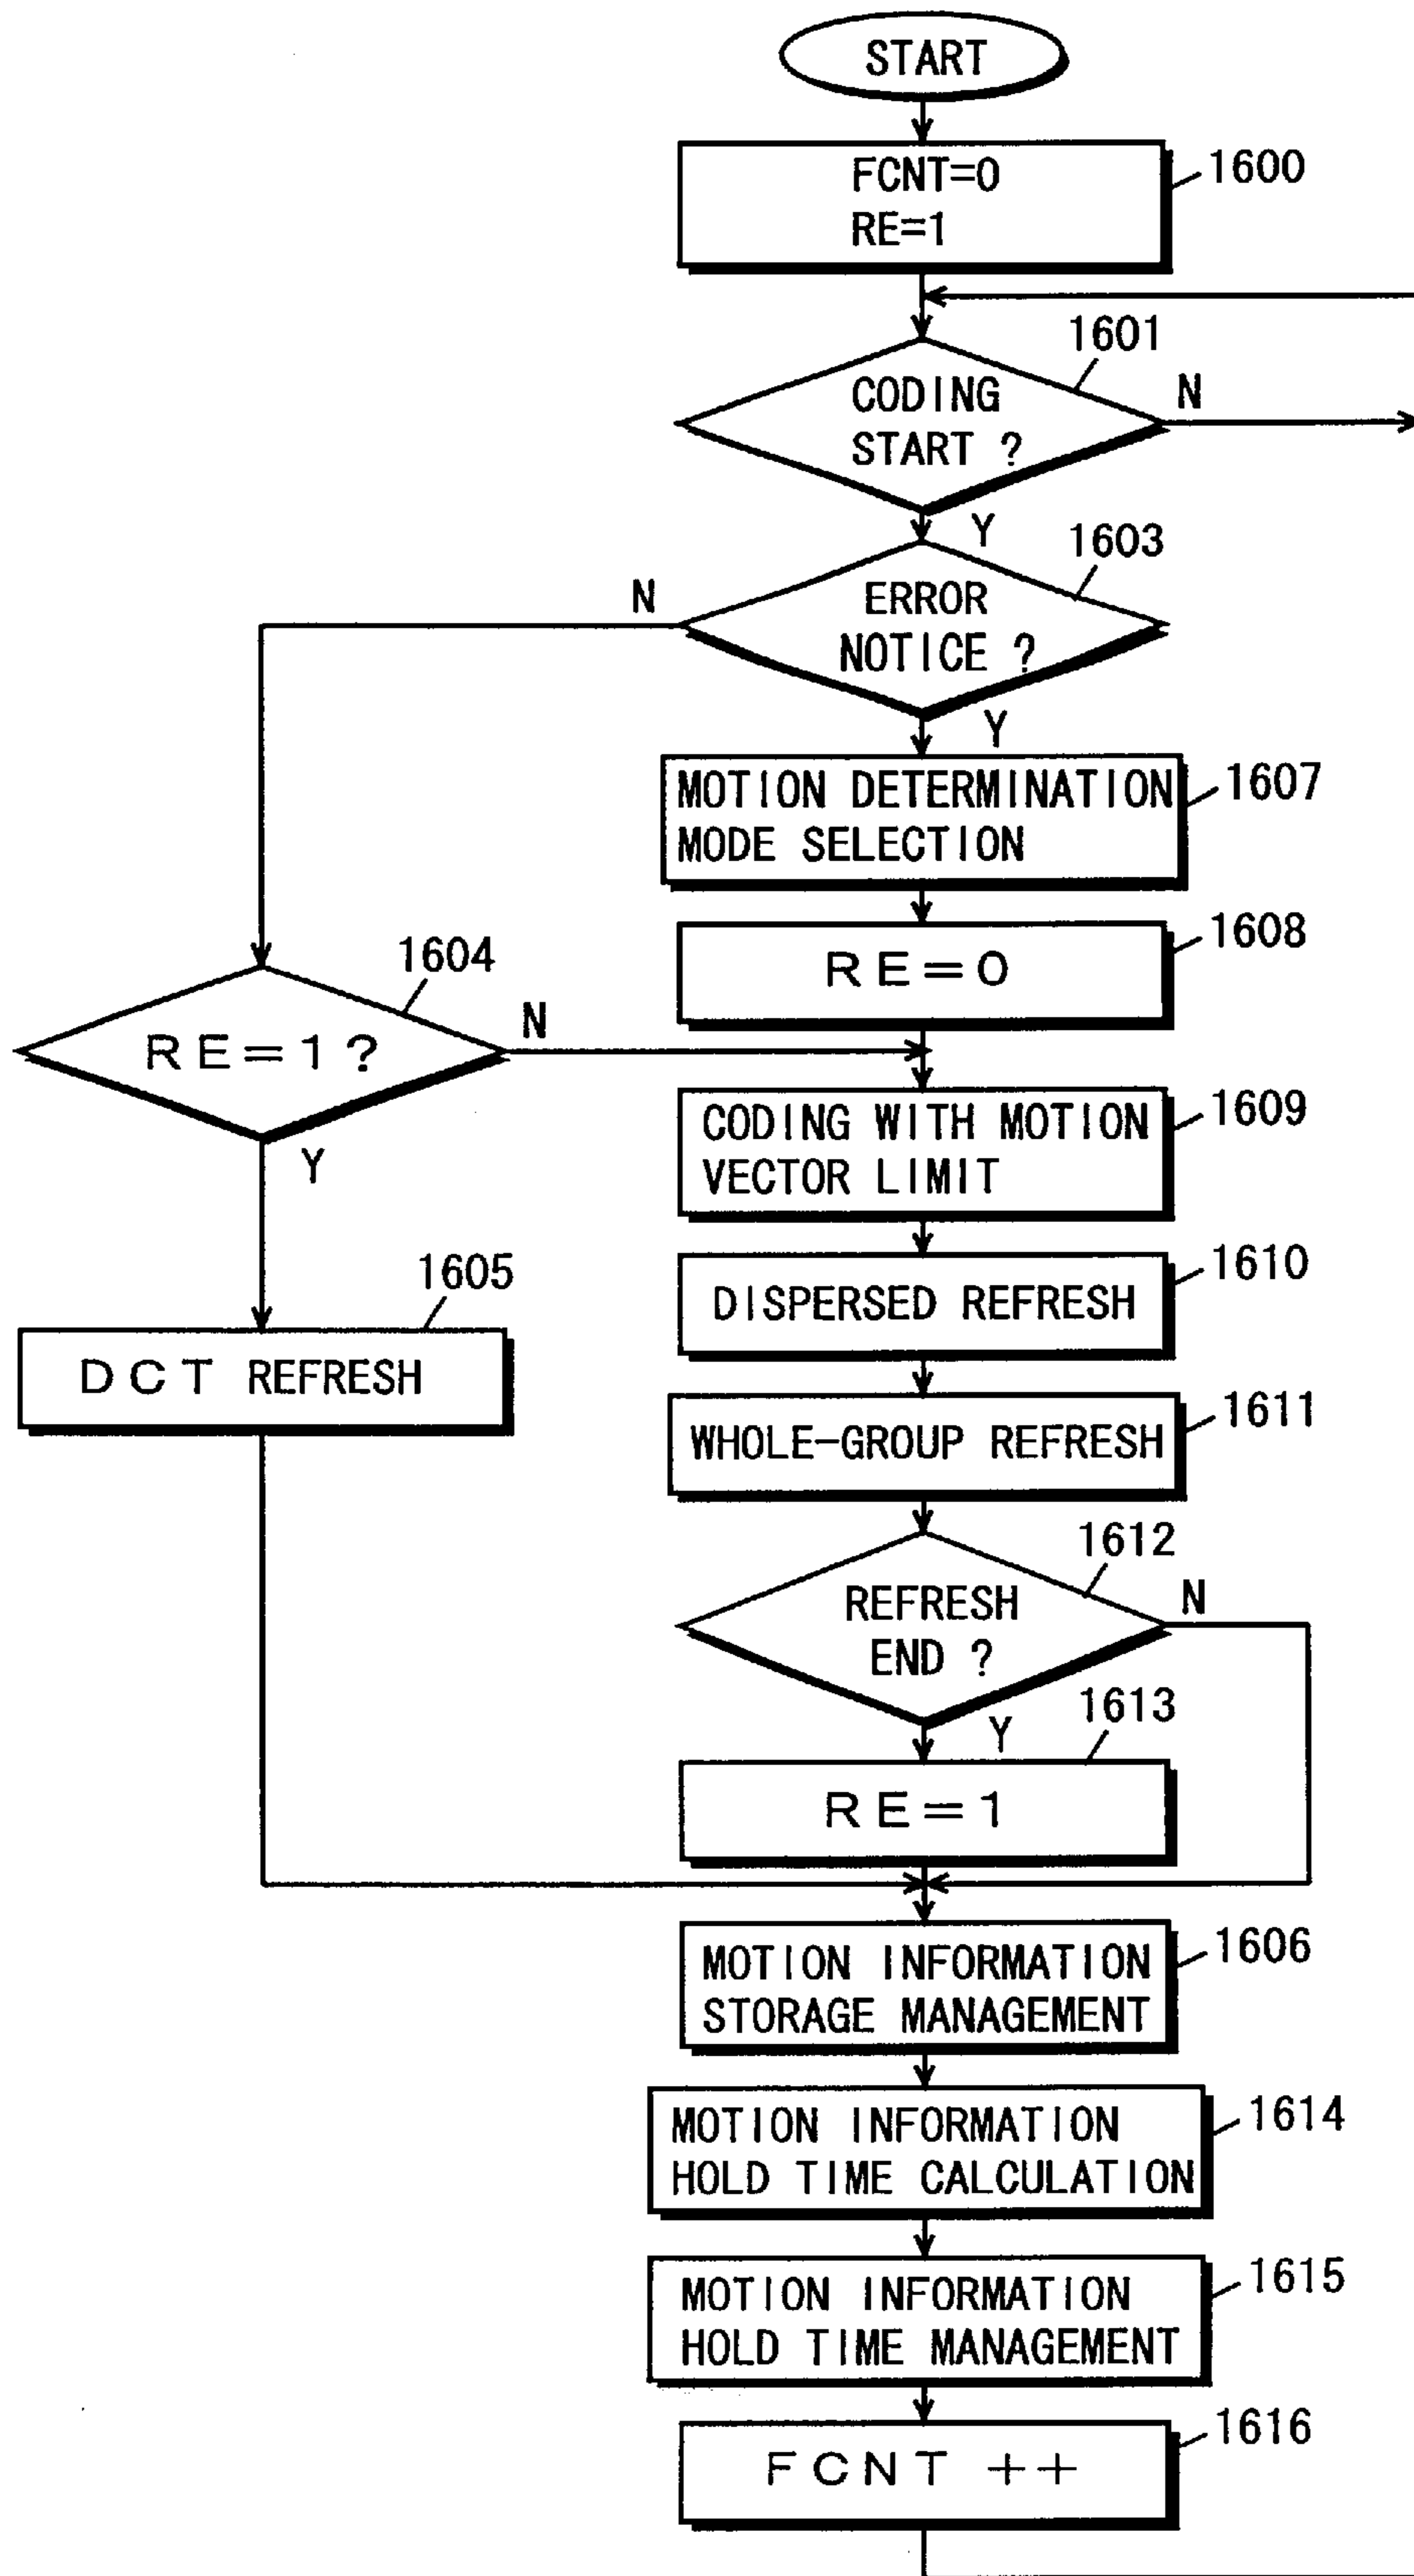 START
FCNT=0
RE=1
1600
1601
CODING
START ?
N
Y
1603
ERROR
NOTICE ?
N
Y
MOTION DETERMINATION
MODE SELECTION
1607
RE=0
1608
1604
RE=1?
N
Y
CODING WITH MOTION
VECTOR LIMIT
1609
DISPERSED REFRESH
1610
1605
DCT REFRESH
WHOLE-GROUP REFRESH
1611
1612
REFRESH
END ?
N
Y
1613
RE=1
MOTION INFORMATION
STORAGE MANAGEMENT
1606
MOTION INFORMATION
HOLD TIME CALCULATION
1614
MOTION INFORMATION
HOLD TIME MANAGEMENT
1615
FCNT ++
1616